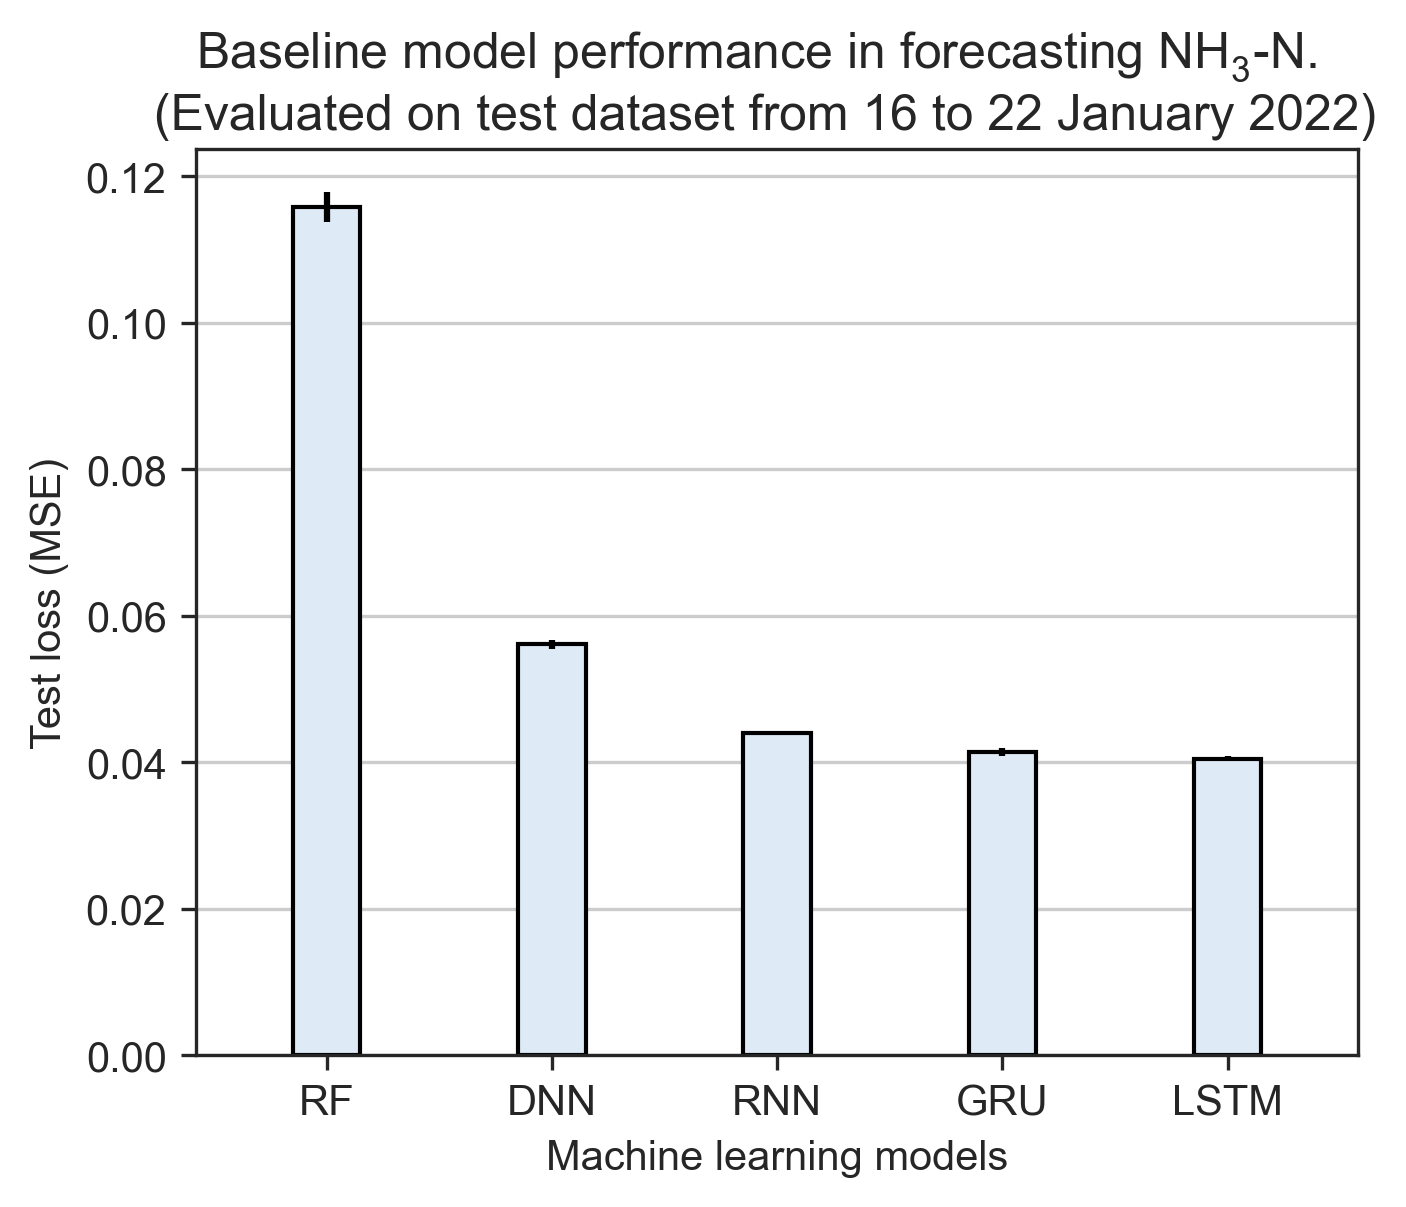 Baseline model performance in forecasting NH₃-N.
(Evaluated on test dataset from 16 to 22 January 2022)
Test loss (MSE)
0.12
0.10
0.08
0.06
0.04
0.02
0.00
RF DNN RNN GRU LSTM
Machine learning models